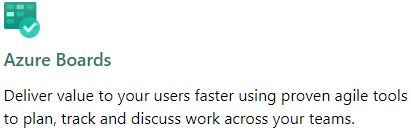 Azure Boards
Deliver value to your users faster using proven agile tools
to plan, track and discuss work across your teams.